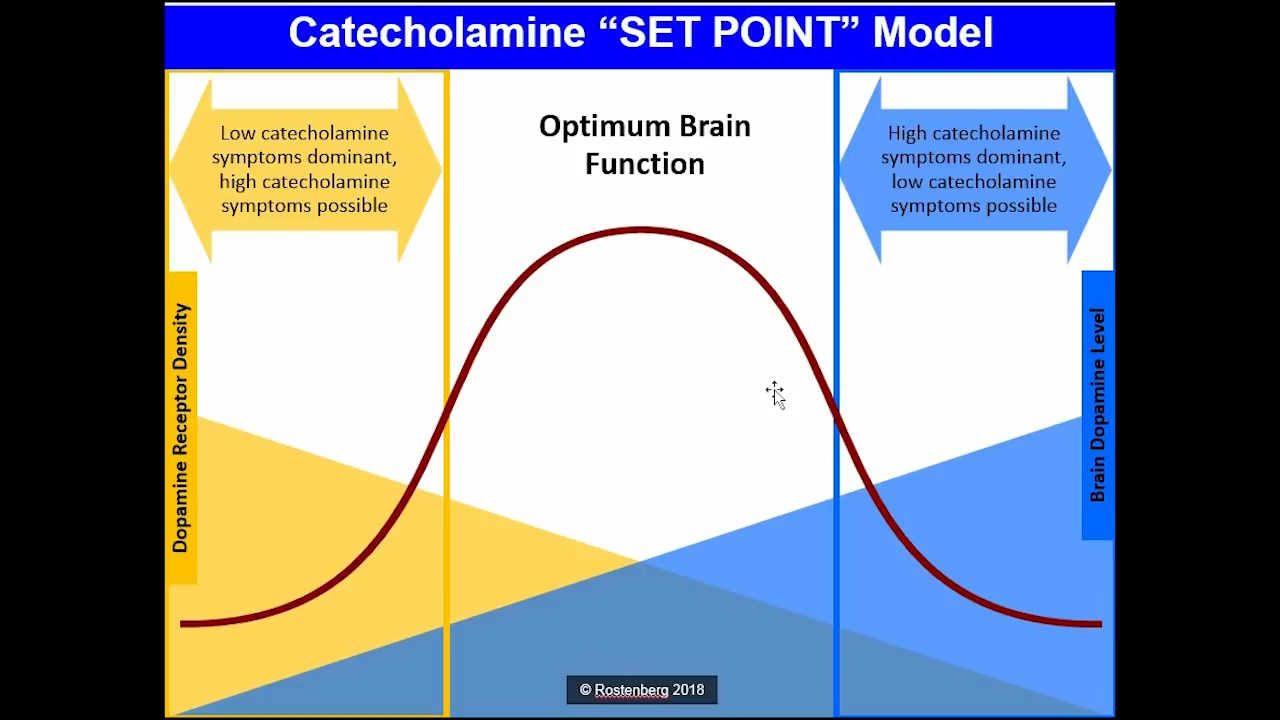 Catecholamine “SET POINT” Model
Low catecholamine
symptoms dominant,
high catecholamine
symptoms possible
Optimum Brain
Function
High catecholamine
symptoms dominant,
low catecholamine
symptoms possible
Dopamine Receptor Density
Brain Dopamine Level
© Rostenberg 2018